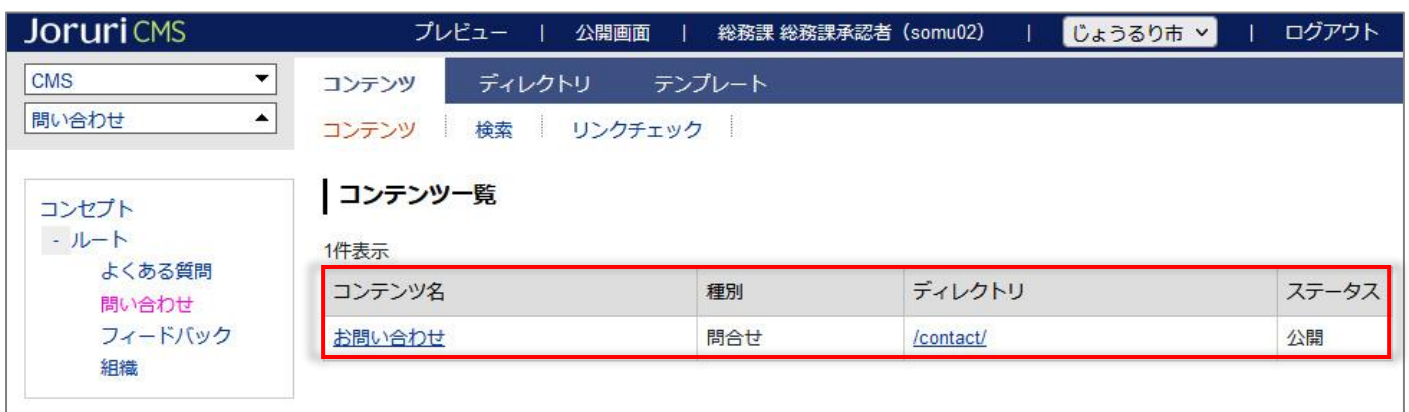 Joruri CMS プレビュー | 公開画面 | 総務課 総務課承認者（somu02） | じょうるり市 | ログアウト
CMS
問い合わせ
コンテンツ ディレクトリ テンプレート
コンテンツ 検索 リンクチェック
コンセプト
- ルート
よくある質問
問い合わせ
フィードバック
組織
コンテンツ一覧
1件表示
コンテンツ名 種別 ディレクトリ ステータス
お問い合わせ 問合せ /contact/ 公開